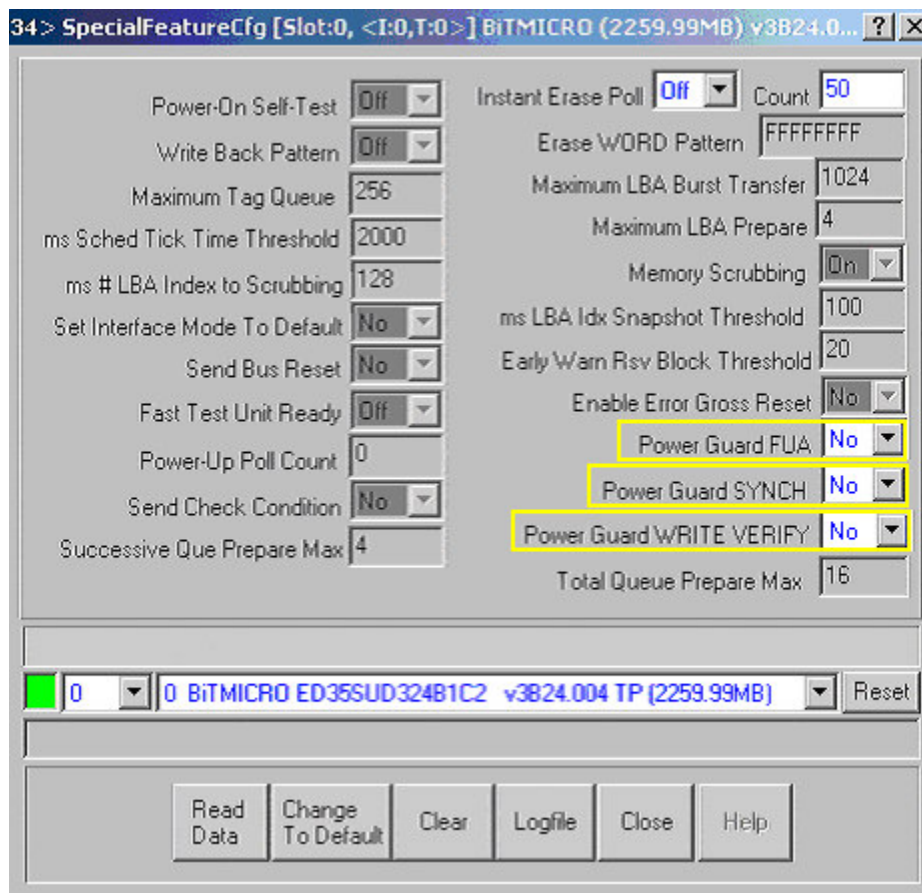 34> SpecialFeatureCfg [Slot:0, <I:0,T:0>] BiTMICRO (2259.99MB) v3B24.0... ? X
Power-On Self-Test Off
Write Back Pattern Off
Maximum Tag Queue 256
ms Sched Tick Time Threshold 2000
ms # LBA Index to Scrubbing 128
Set Interface Mode To Default No
Send Bus Reset No
Fast Test Unit Ready Off
Power-Up Poll Count 0
Send Check Condition No
Successive Que Prepare Max 4
Instant Erase Poll Off Count 50
Erase WORD Pattern FFFFFFFF
Maximum LBA Burst Transfer 1024
Maximum LBA Prepare 4
Memory Scrubbing On
ms LBA Idx Snapshot Threshold 100
Early Warn Rsv Block Threshold 20
Enable Error Gross Reset No
Power Guard FUA No
Power Guard SYNCH No
Power Guard WRITE VERIFY No
Total Queue Prepare Max 16
0 0 BiTMICRO ED35SUD324B1C2 v3B24.004 TP (2259.99MB) Reset
Read Data
Change To Default
Clear
Logfile
Close
Help